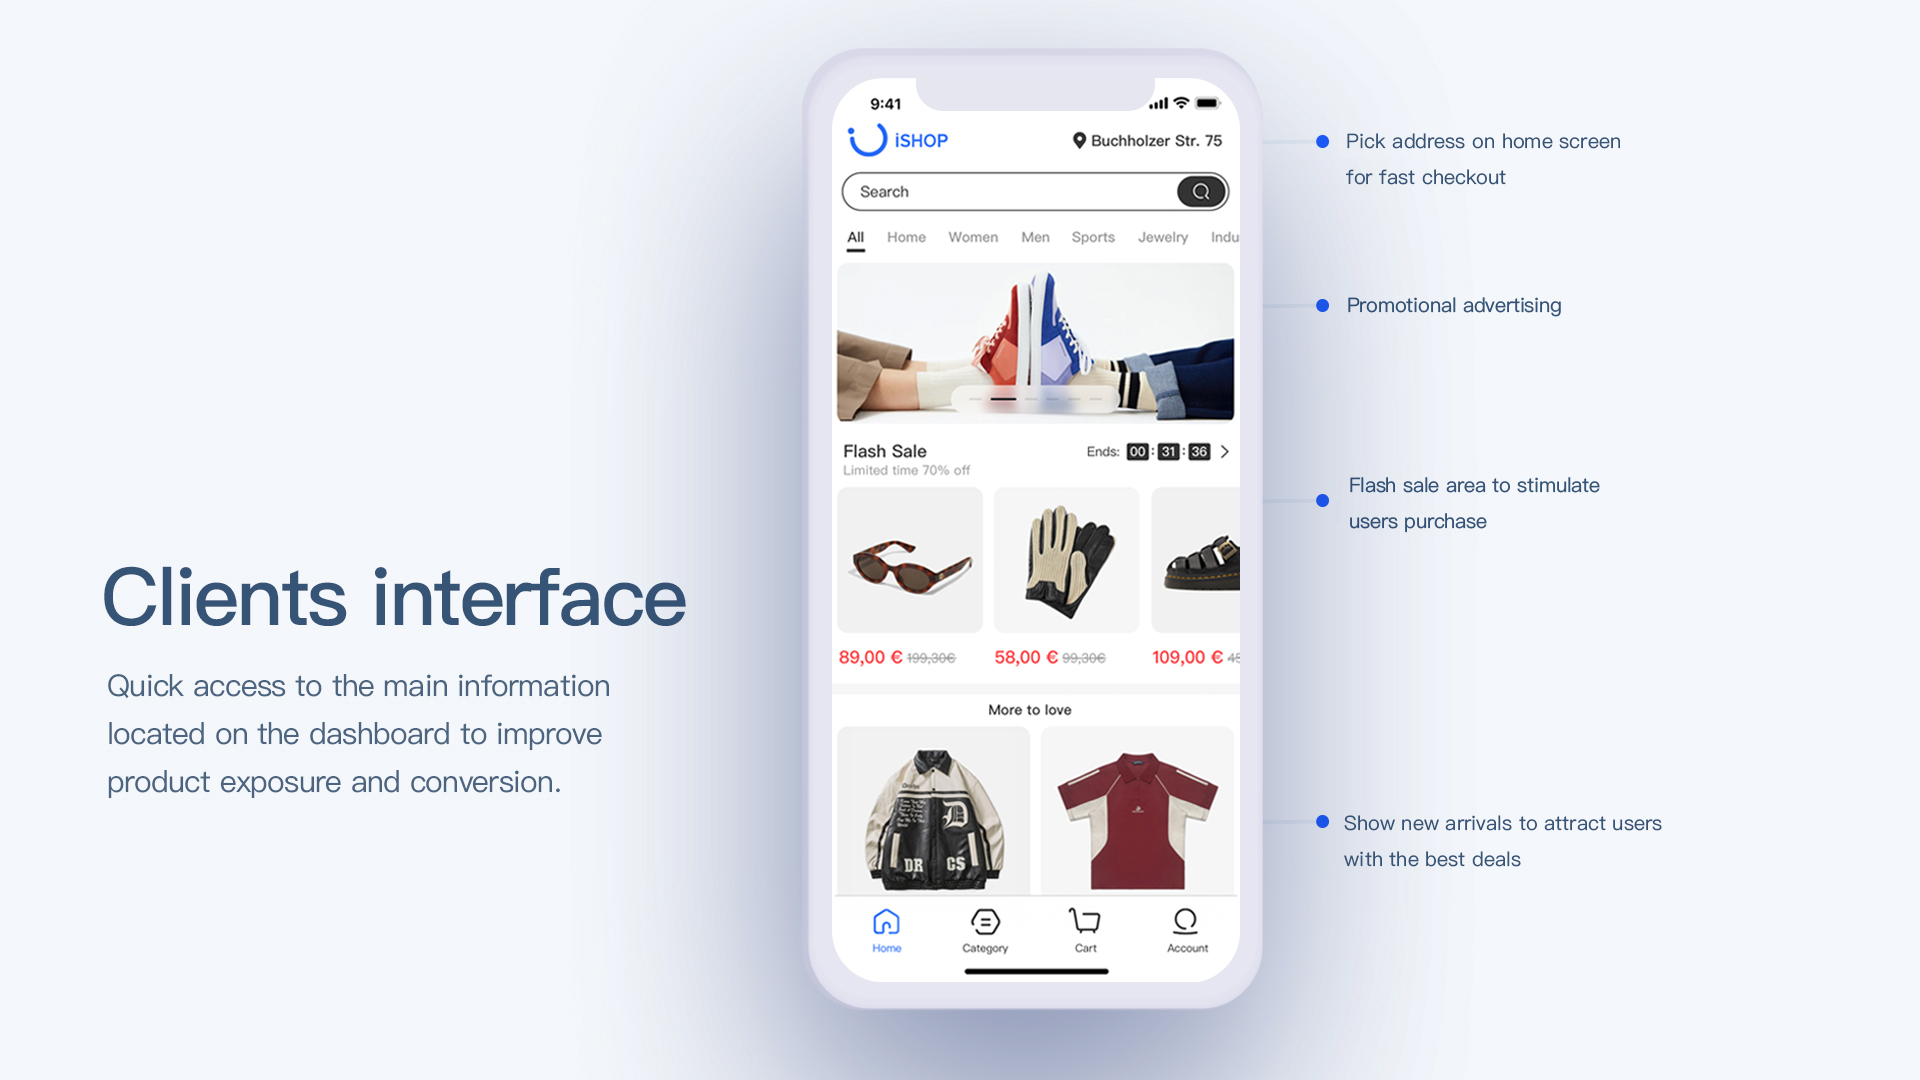 Clients interface
Quick access to the main information
located on the dashboard to improve
product exposure and conversion.
9:41
iSHOP
Buchholzer Str. 75
Search
All Home Women Men Sports Jewelry Indu
Flash Sale
Ends: 00 : 31 : 36
Limited time 70% off
89,00 € 199,30€ 58,00 € 99,30€ 109,00 €
More to love
D
DR CS
Home Category Cart Account
Pick address on home screen
for fast checkout
Promotional advertising
Flash sale area to stimulate
users purchase
Show new arrivals to attract users
with the best deals